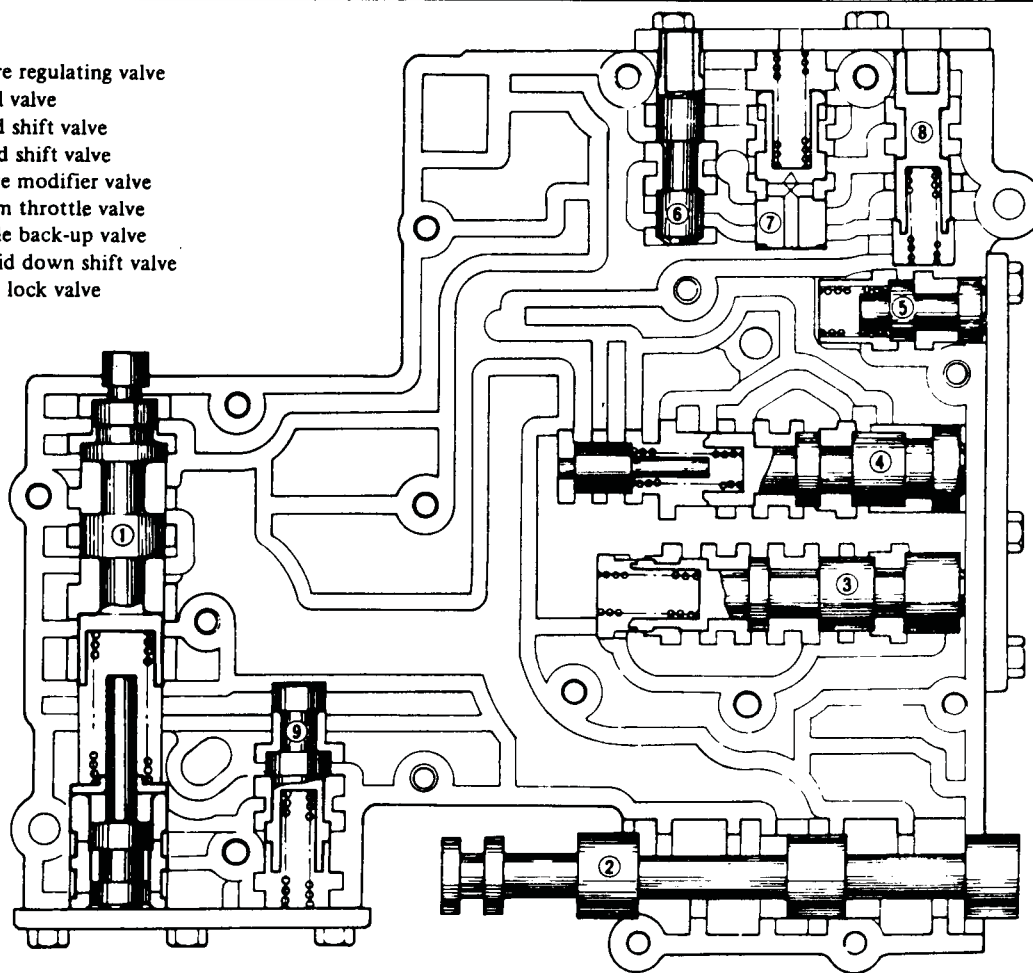 re regulating valve
l valve
d shift valve
d shift valve
e modifier valve
m throttle valve
e back-up valve
id down shift valve
lock valve
6
7
8
5
4
1
3
9
2